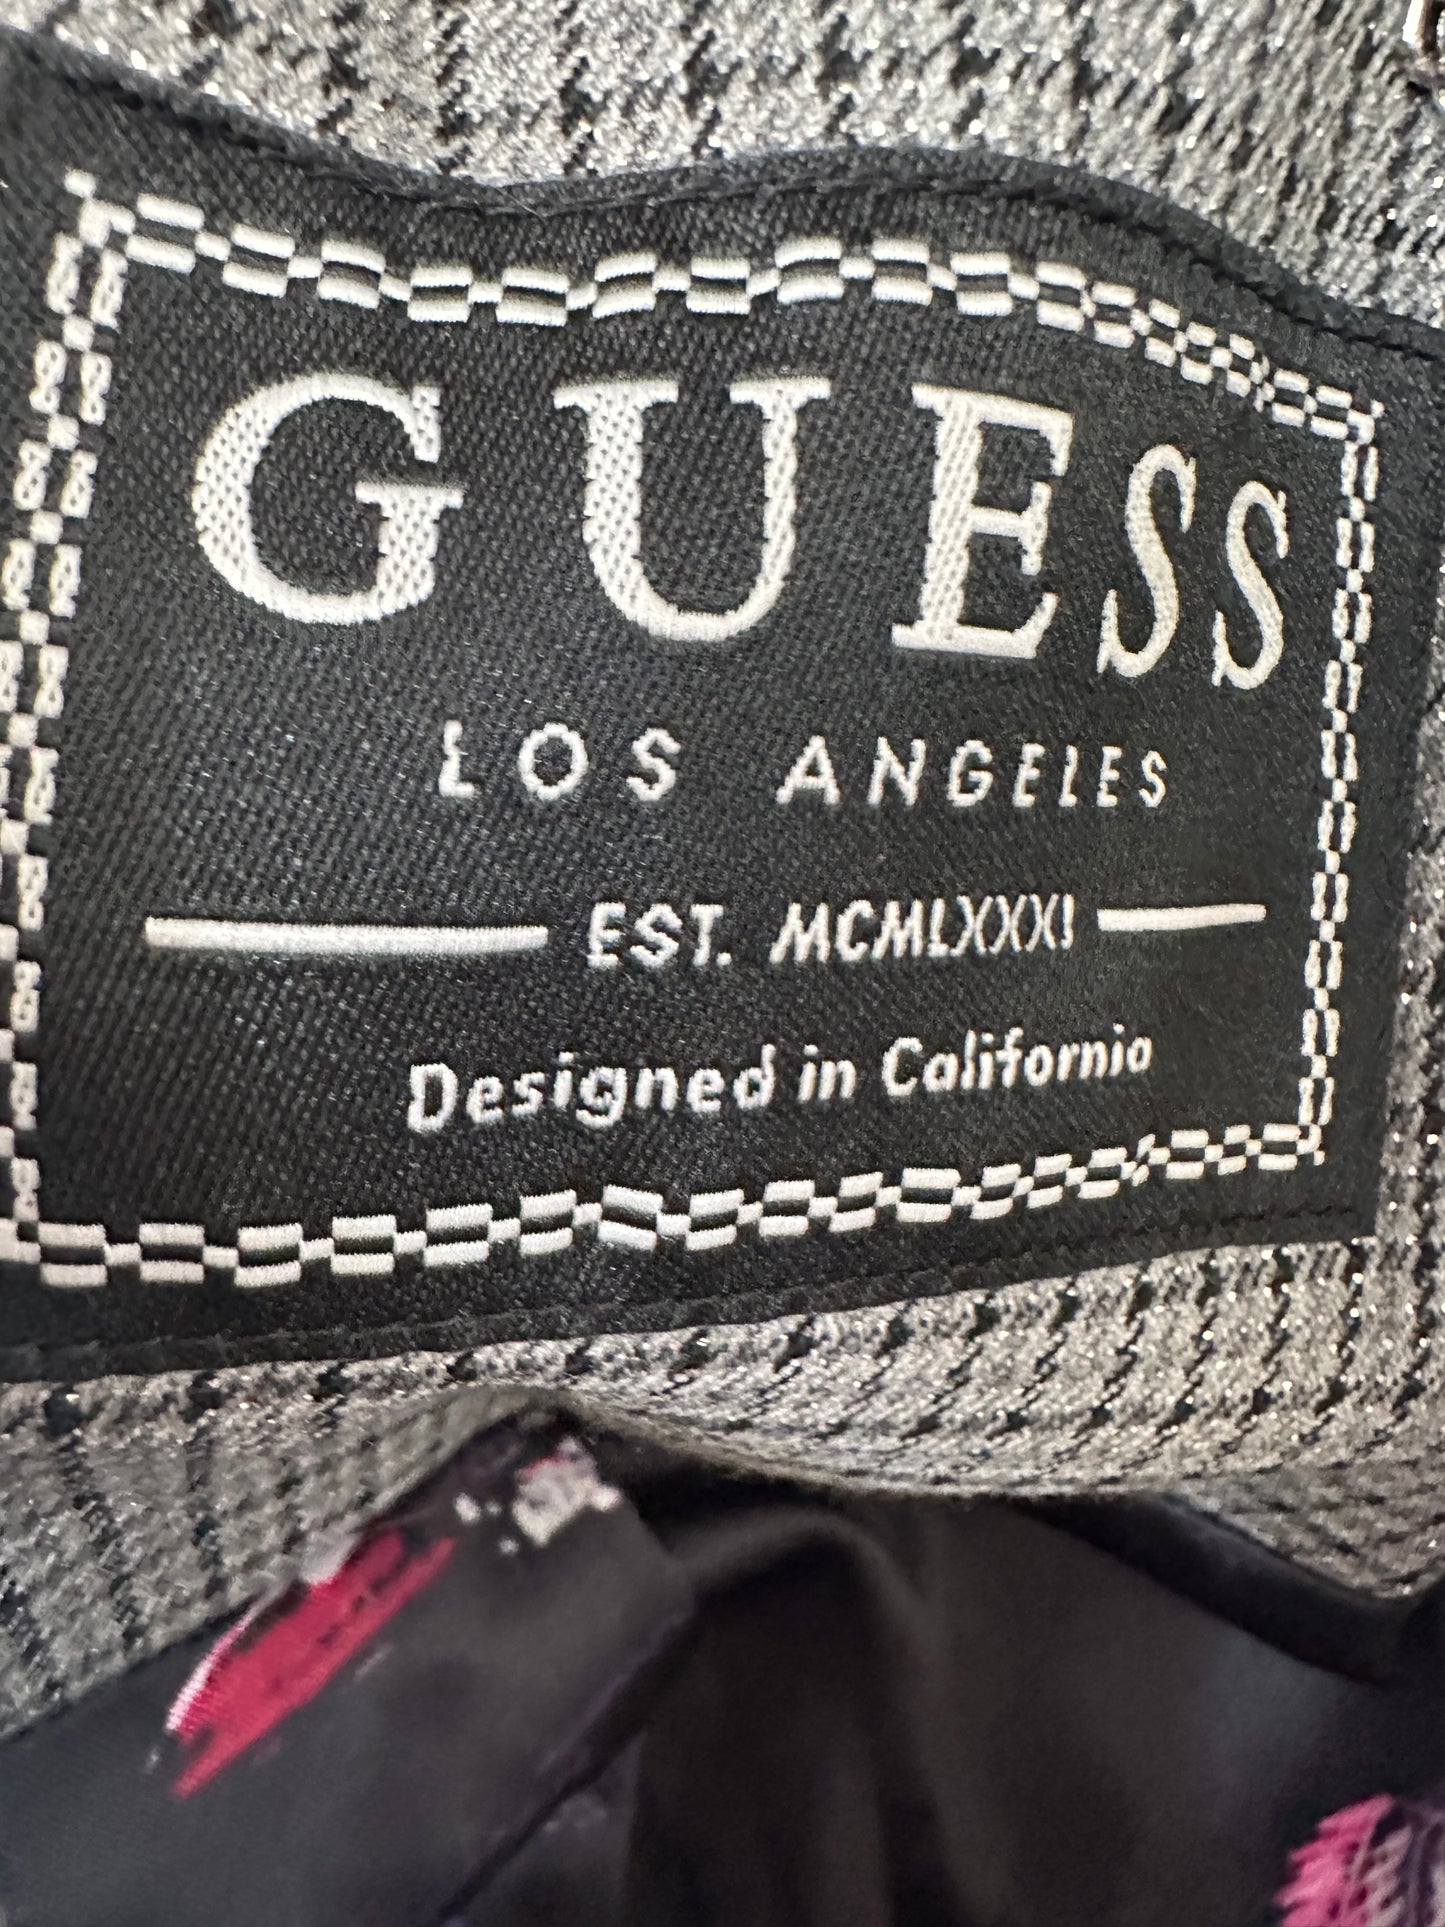 GUESS
LOS ANGELES
EST. MCMLXXXI
Designed in California